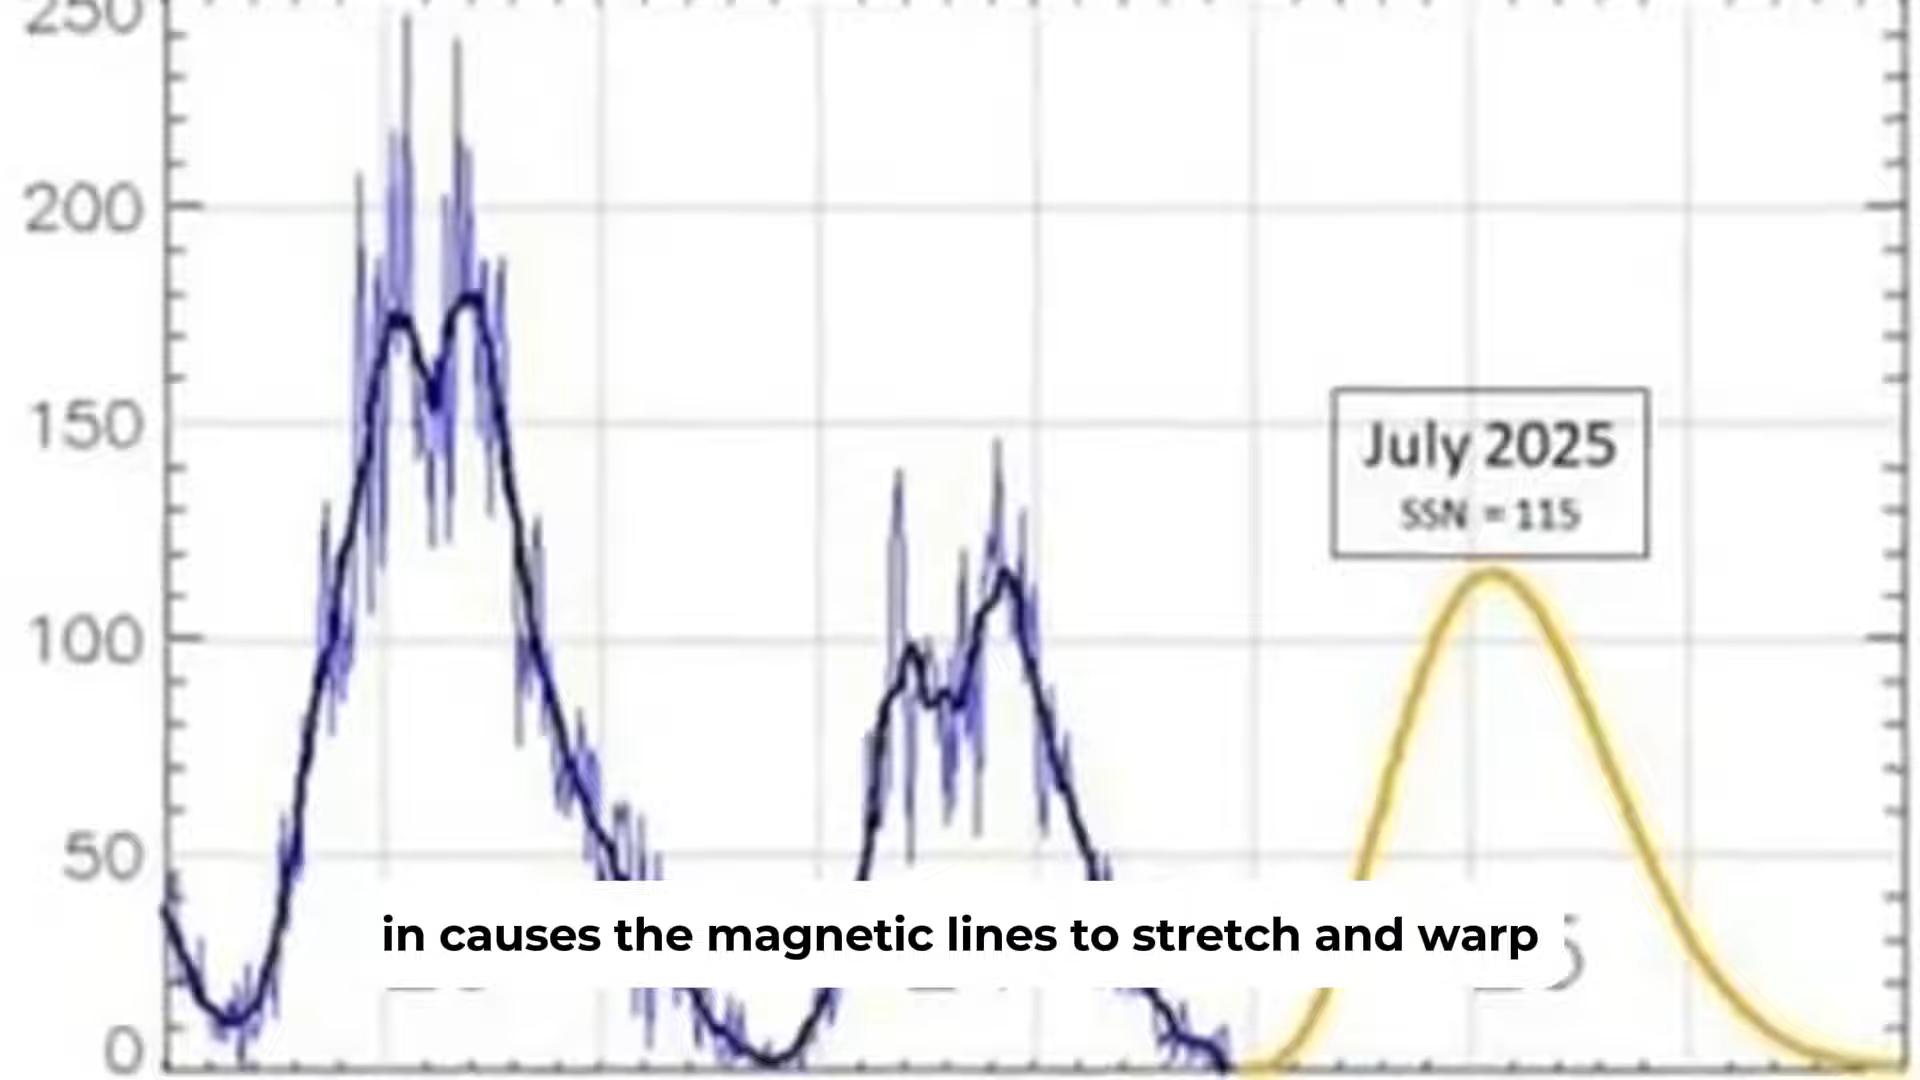 250
200
150
July 2025
SSN = 115
100
50
in causes the magnetic lines to stretch and warp
0